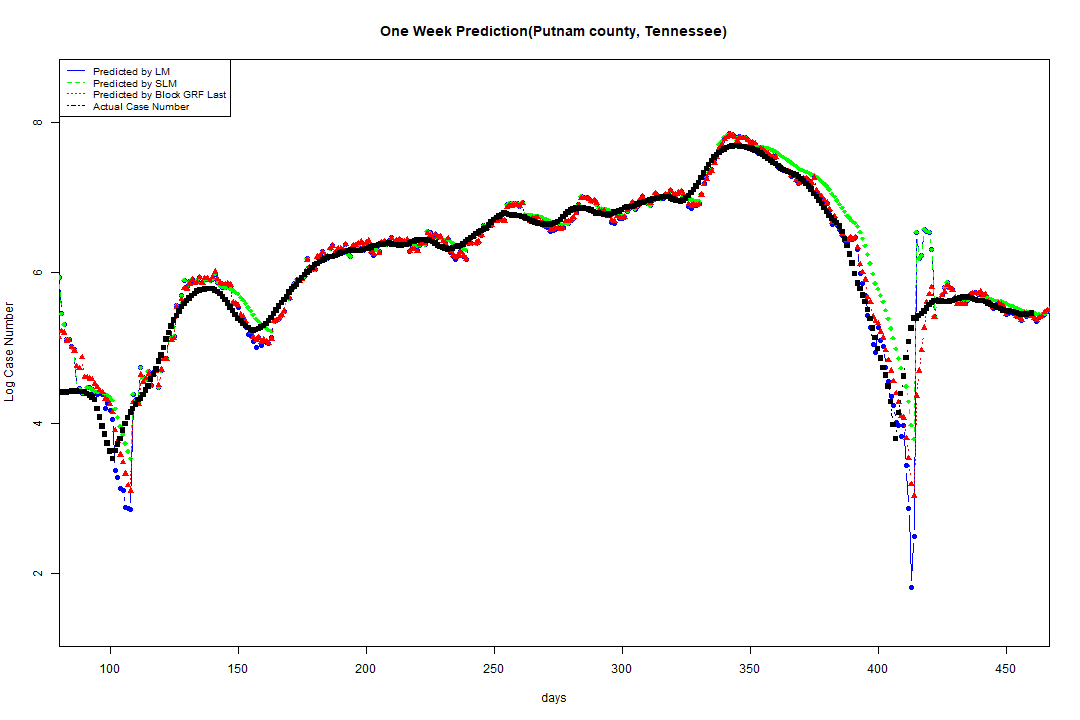 One Week Prediction(Putnam county, Tennessee)
Predicted by LM
Predicted by SLM
Predicted by Block GRF Last
Actual Case Number
8
6
4
2
Log Case Number
100 150 200 250 300 350 400 450
days